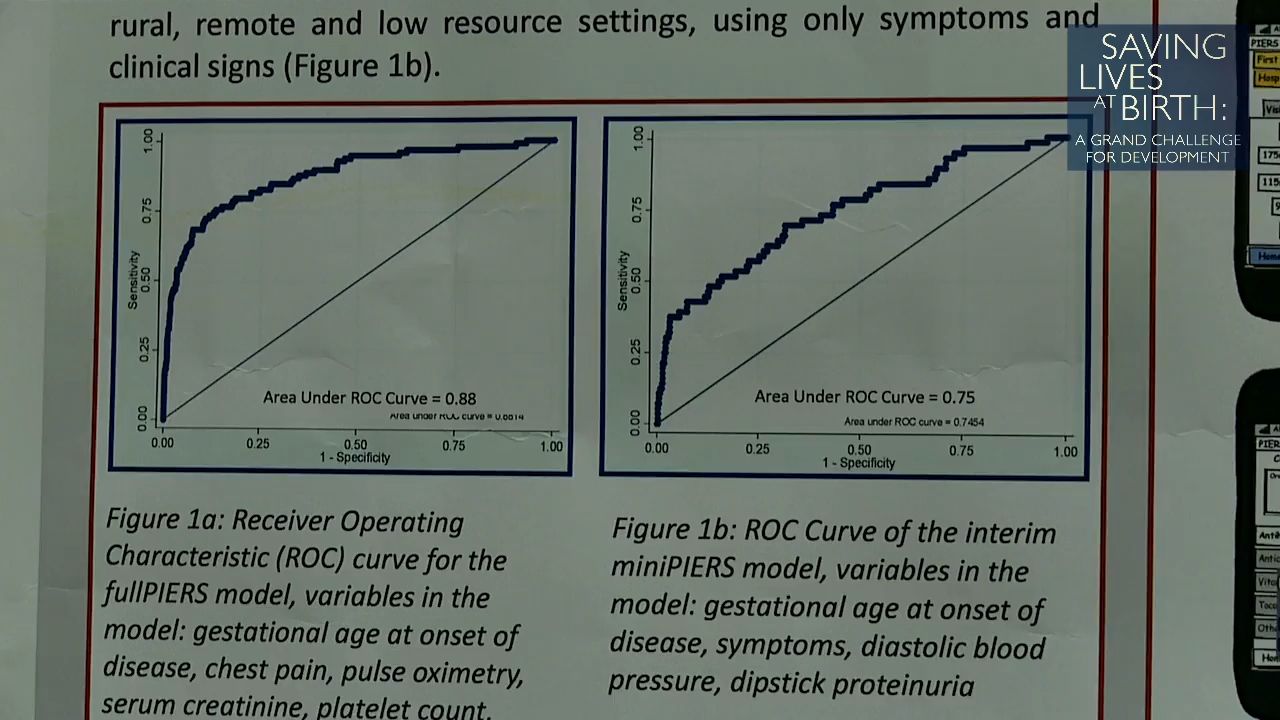 rural, remote and low resource settings, using only symptoms and
clinical signs (Figure 1b).
SAVING
LIVES
AT BIRTH:
A GRAND CHALLENGE
FOR DEVELOPMENT
Sensitivity
1.00
0.75
0.50
0.25
0.00
Area Under ROC Curve = 0.88
0.00 0.25 0.50 0.75 1.00
1 - Specificity
Sensitivity
1.00
0.75
0.50
0.25
0.00
Area Under ROC Curve = 0.75
Area under ROC curve = 0.7454
0.00 0.25 0.50 0.75 1.00
1 - Specificity
Figure 1a: Receiver Operating
Characteristic (ROC) curve for the
fullPIERS model, variables in the
model: gestational age at onset of
disease, chest pain, pulse oximetry,
serum creatinine, platelet count,
Figure 1b: ROC Curve of the interim
miniPIERS model, variables in the
model: gestational age at onset of
disease, symptoms, diastolic blood
pressure, dipstick proteinuria
PIERS
First